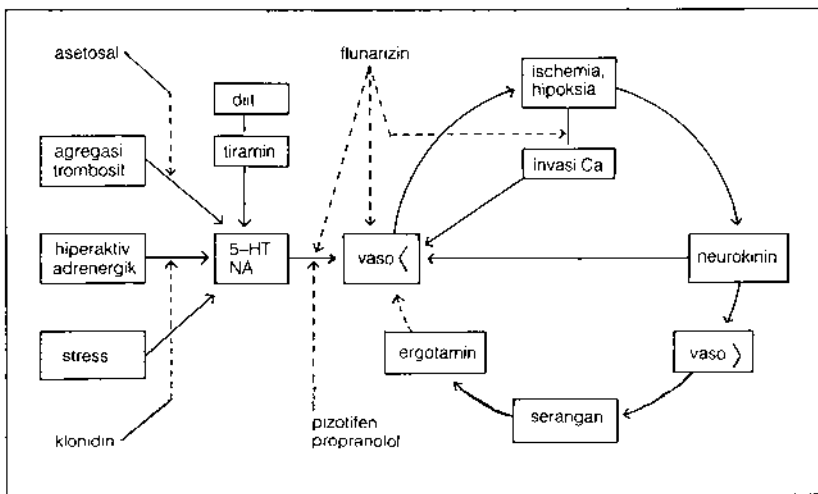 asetosal
flunarizin
ischemia,
hipoksia
diit
tiramin
agregasi
trombosit
invasi Ca
hiperaktiv
adrenergik
5-HT
NA
vaso <
neurokinin
stress
ergotamin
vaso >
serangan
klonidin
pizotifen
propranolol